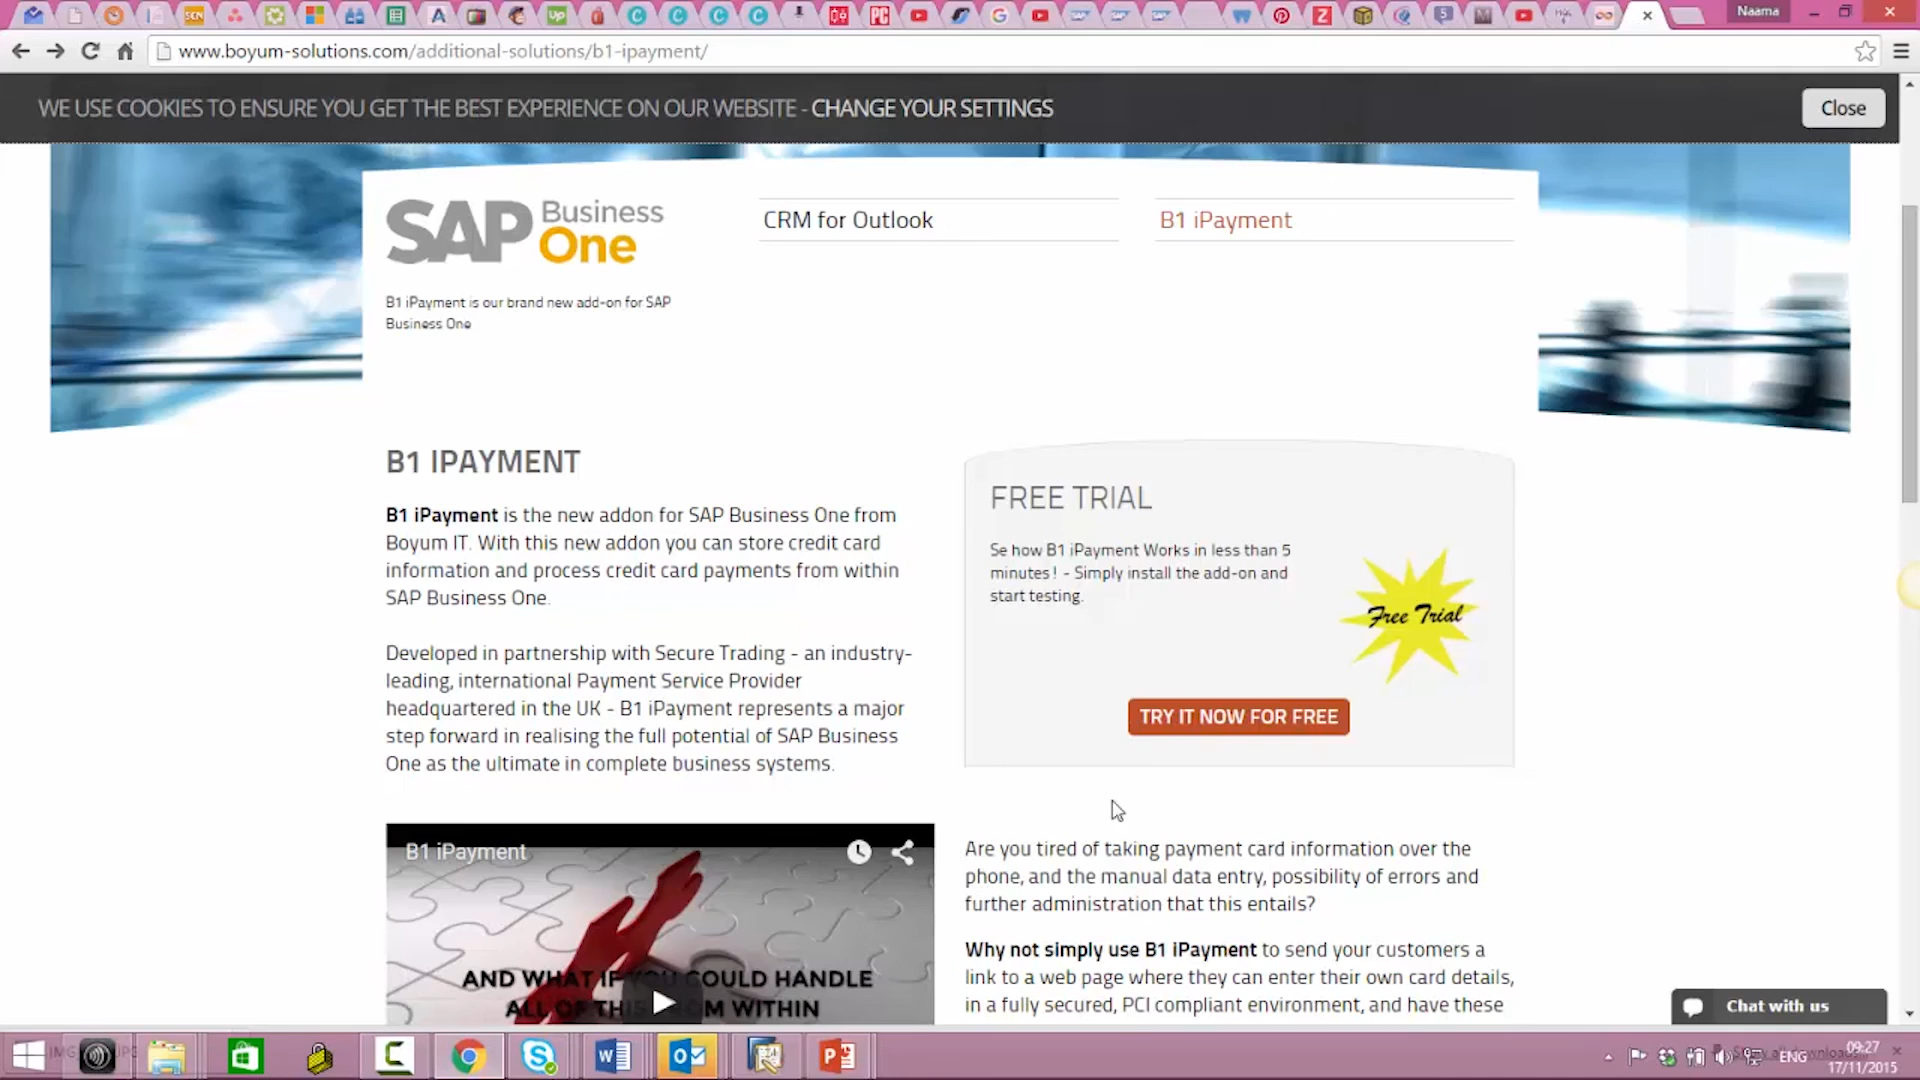 Naama
www.boyum-solutions.com/additional-solutions/b1-ipayment/
WE USE COOKIES TO ENSURE YOU GET THE BEST EXPERIENCE ON OUR WEBSITE - CHANGE YOUR SETTINGS
Close
SAP Business One
CRM for Outlook
B1 iPayment
B1 iPayment is our brand new add-on for SAP
Business One
B1 IPAYMENT
B1 iPayment is the new addon for SAP Business One from
Boyum IT. With this new addon you can store credit card
information and process credit card payments from within
SAP Business One.
Developed in partnership with Secure Trading - an industry-
leading, international Payment Service Provider
headquartered in the UK - B1 iPayment represents a major
step forward in realising the full potential of SAP Business
One as the ultimate in complete business systems.
FREE TRIAL
Se how B1 iPayment Works in less than 5
minutes! - Simply install the add-on and
start testing.
Free Trial
TRY IT NOW FOR FREE
B1 iPayment
AND WHAT IF YOU COULD HANDLE
ALL OF THIS FROM WITHIN
Are you tired of taking payment card information over the
phone, and the manual data entry, possibility of errors and
further administration that this entails?
Why not simply use B1 iPayment to send your customers a
link to a web page where they can enter their own card details,
in a fully secured, PCI compliant environment, and have these
Chat with us
ENG
09:27
17/11/2015